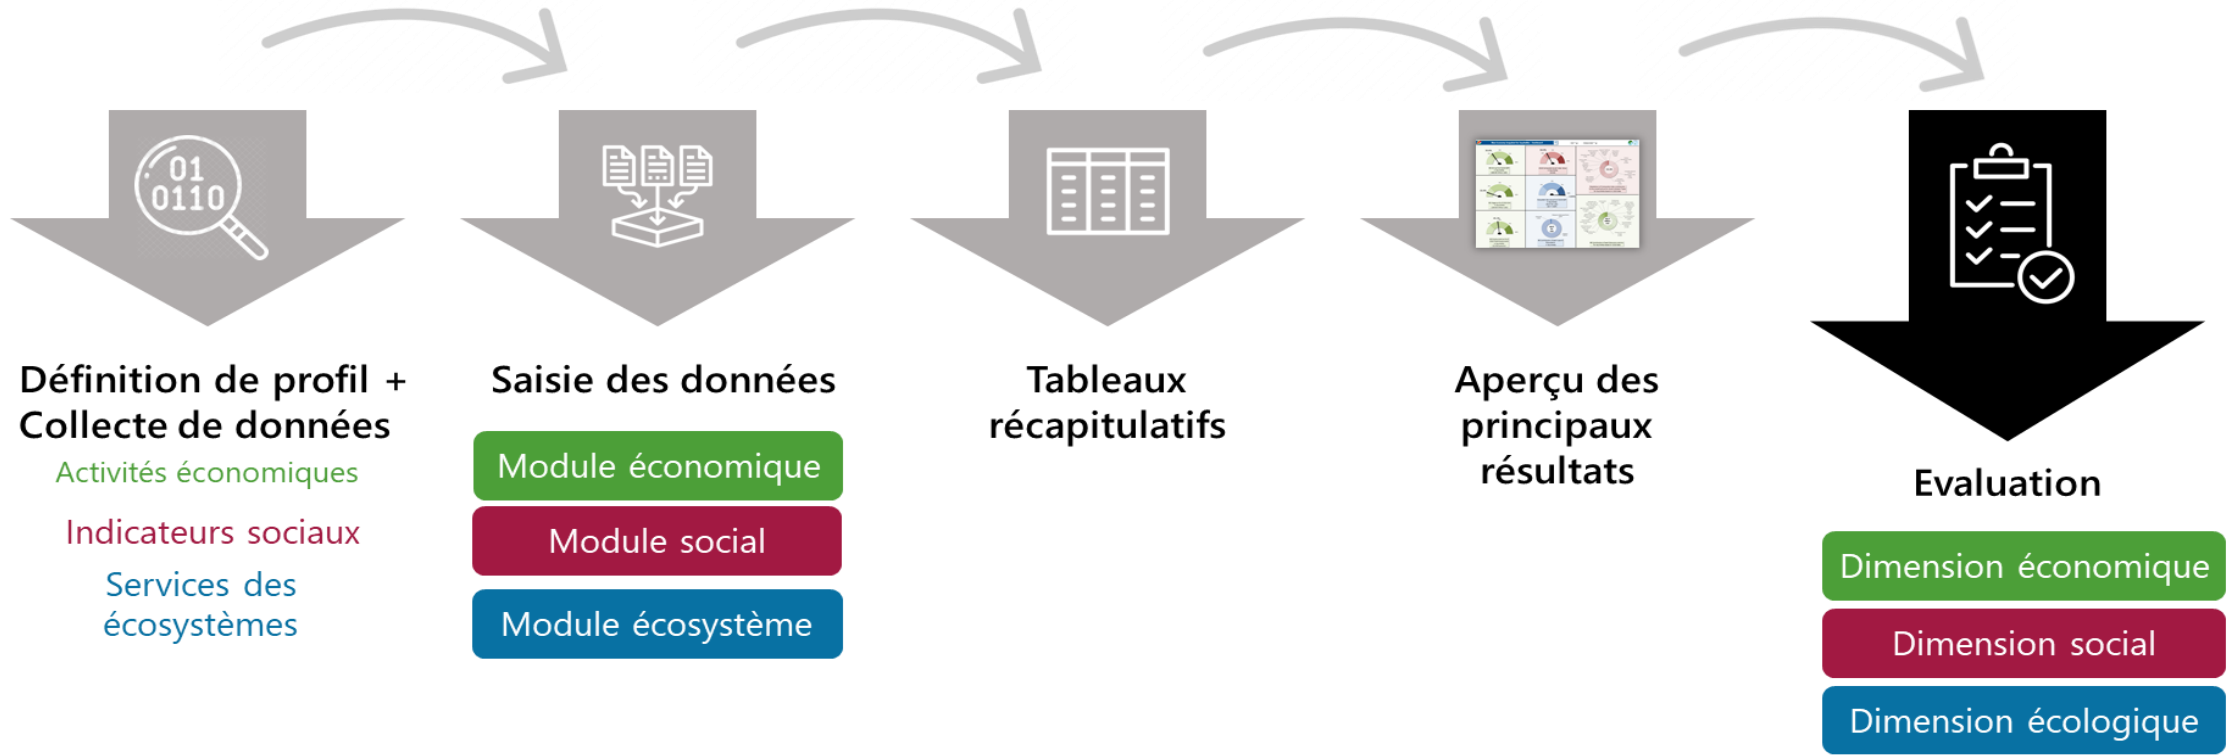 01
0110
Définition de profil +
Collecte de données
Activités économiques
Indicateurs sociaux
Services des
écosystèmes
Saisie des données
Module économique
Module social
Module écosystème
Tableaux
récapitulatifs
Aperçu des
principaux
résultats
Evaluation
Dimension économique
Dimension social
Dimension écologique